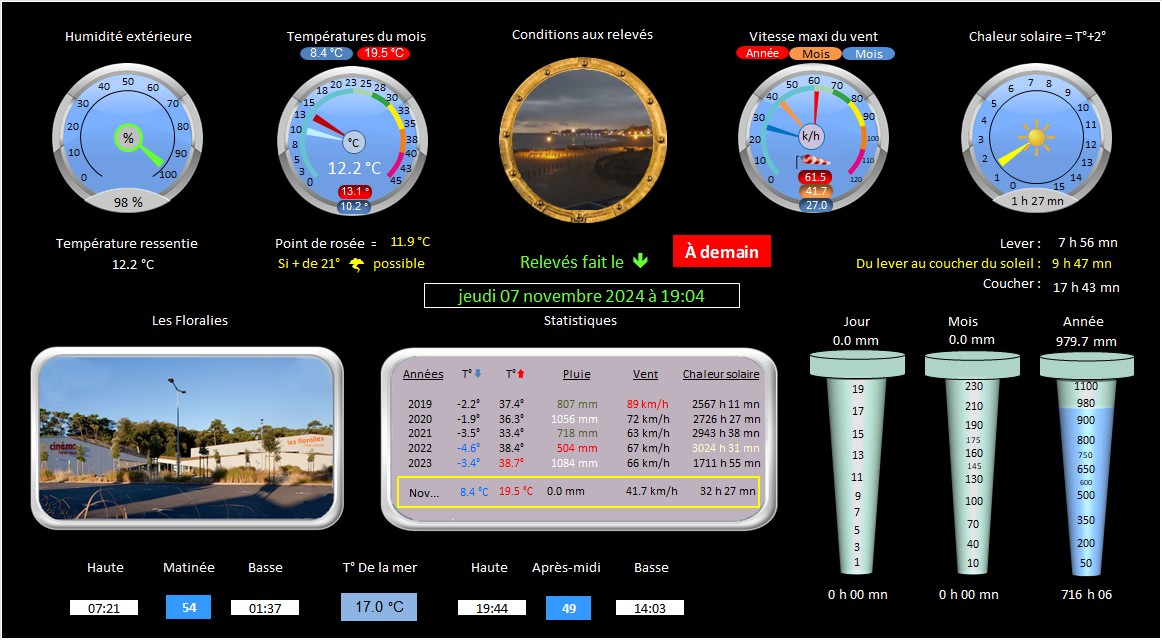 Humidité extérieure
Températures du mois
Conditions aux relevés
Vitesse maxi du vent
Chaleur solaire = T°+2°
8.4 °C 19.5 °C
Année Mois Mois
0 10 20 30 40 50 60 70 80 90 100
%
98 %
0 3 5 8 10 13 15 18 20 23 25 28 30 33 35 38 40 43 45
°C
12.2 °C
13.1 °
10.2 °
0 10 20 30 40 50 60 70 80 90 100 110 120
k/h
61.5
41.7
27.0
0 1 2 3 4 5 6 7 8 9 10 11 12 13 14 15
1 h 27 mn
Température ressentie
12.2 °C
Point de rosée = 11.9 °C
Si + de 21° possible
Relevés fait le
À demain
jeudi 07 novembre 2024 à 19:04
Lever : 7 h 56 mn
Du lever au coucher du soleil : 9 h 47 mn
Coucher : 17 h 43 mn
Les Floralies
cinéma
les floralies
Statistiques
Années T° T° Pluie Vent Chaleur solaire
2019 -2.2° 37.4° 807 mm 89 km/h 2567 h 11 mn
2020 -1.9° 36.3° 1056 mm 72 km/h 2726 h 27 mn
2021 -3.5° 33.4° 718 mm 63 km/h 2943 h 38 mn
2022 -4.6° 38.4° 504 mm 67 km/h 3024 h 31 mn
2023 -3.4° 38.7° 1084 mm 66 km/h 1711 h 55 mn
Nov... 8.4 °C 19.5 °C 0.0 mm 41.7 km/h 32 h 27 mn
Jour
0.0 mm
19
17
15
13
11
9
7
5
3
1
0 h 00 mn
Mois
0.0 mm
230
210
190
175
160
145
130
100
70
40
10
0 h 00 mn
Année
979.7 mm
1100
980
900
800
750
650
600
500
350
200
50
716 h 06
Haute Matinée Basse
07:21 54 01:37
T° De la mer
17.0 °C
Haute Après-midi Basse
19:44 49 14:03